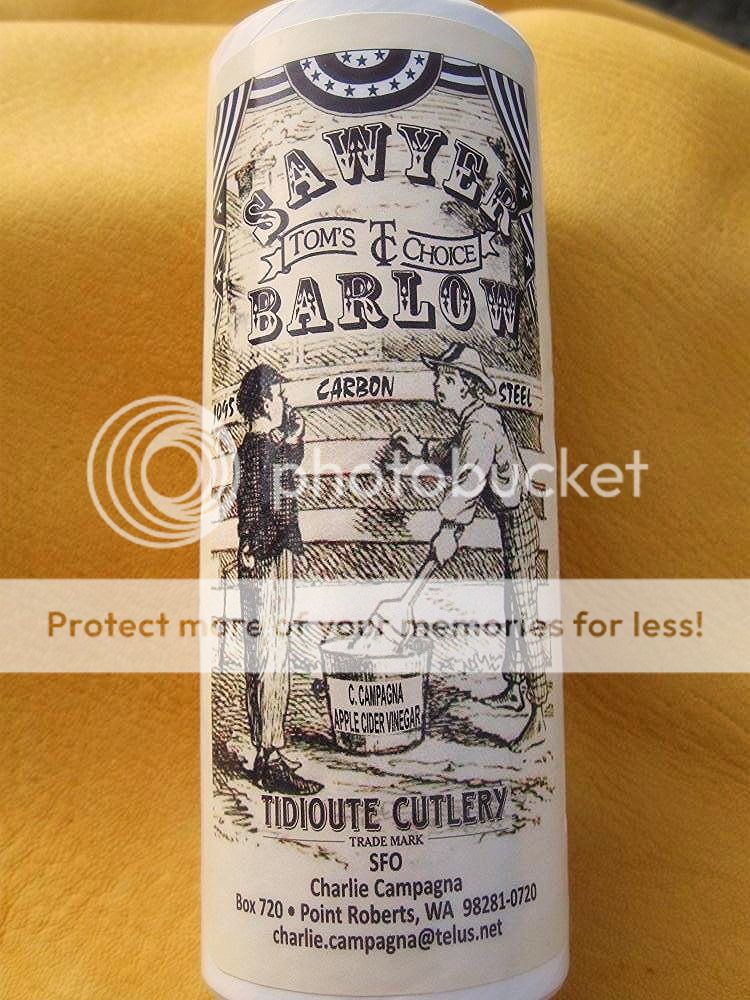 SAWYER
TOM'S TC CHOICE
BARLOW
1095 CARBON STEEL
photobucket
Protect more of your memories for less!
C. CAMPAGNA
APPLE CIDER VINEGAR
TIDIOUTE CUTLERY
TRADE MARK
SFO
Charlie Campagna
Box 720 • Point Roberts, WA 98281-0720
charlie.campagna@telus.net